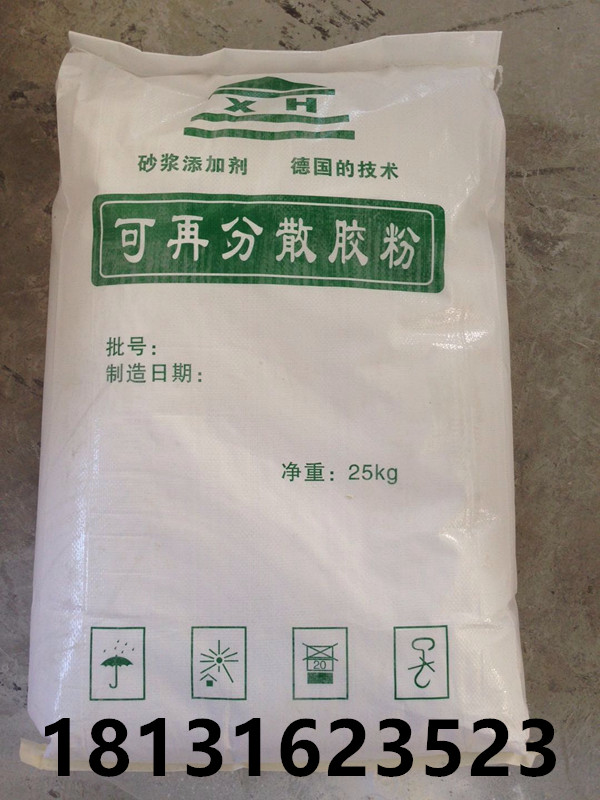 XH
砂浆添加剂 德国的技术
可再分散胶粉
批号:
制造日期:
净重: 25kg
20
18131623523